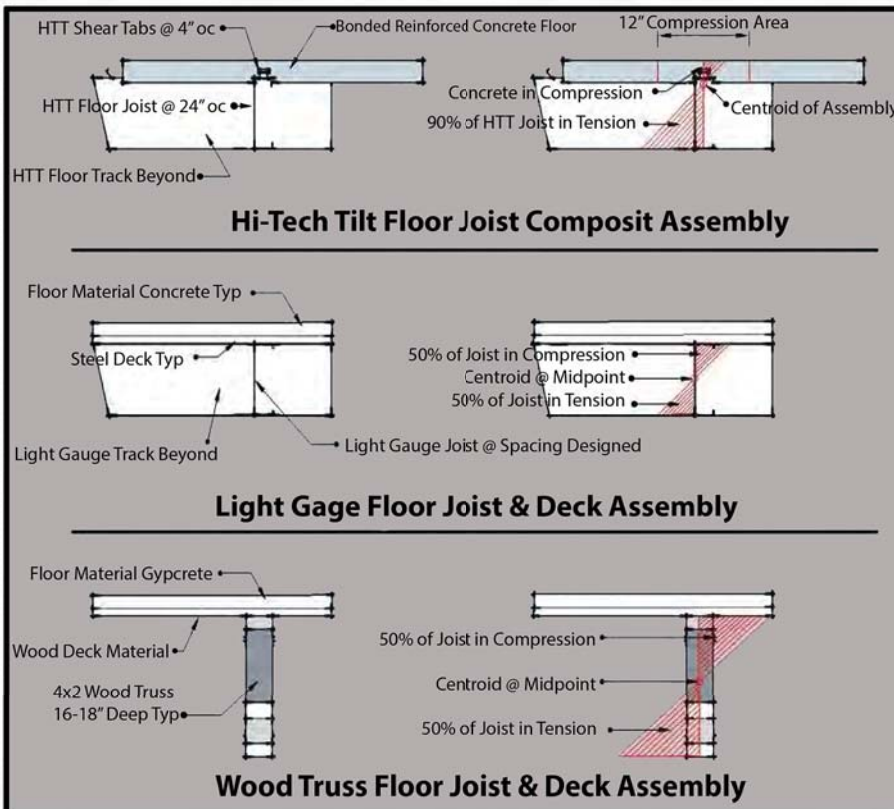 HTT Shear Tabs @ 4" oc
Bonded Reinforced Concrete Floor
12" Compression Area
HTT Floor Joist @ 24" oc
Concrete in Compression
Centroid of Assembly
90% of HTT Joist in Tension
HTT Floor Track Beyond
Hi-Tech Tilt Floor Joist Composit Assembly
Floor Material Concrete Typ
Steel Deck Typ
50% of Joist in Compression
Centroid @ Midpoint
50% of Joist in Tension
Light Gauge Track Beyond
Light Gauge Joist @ Spacing Designed
Light Gage Floor Joist & Deck Assembly
Floor Material Gypcrete
Wood Deck Material
50% of Joist in Compression
4x2 Wood Truss
16-18" Deep Typ
Centroid @ Midpoint
50% of Joist in Tension
Wood Truss Floor Joist & Deck Assembly